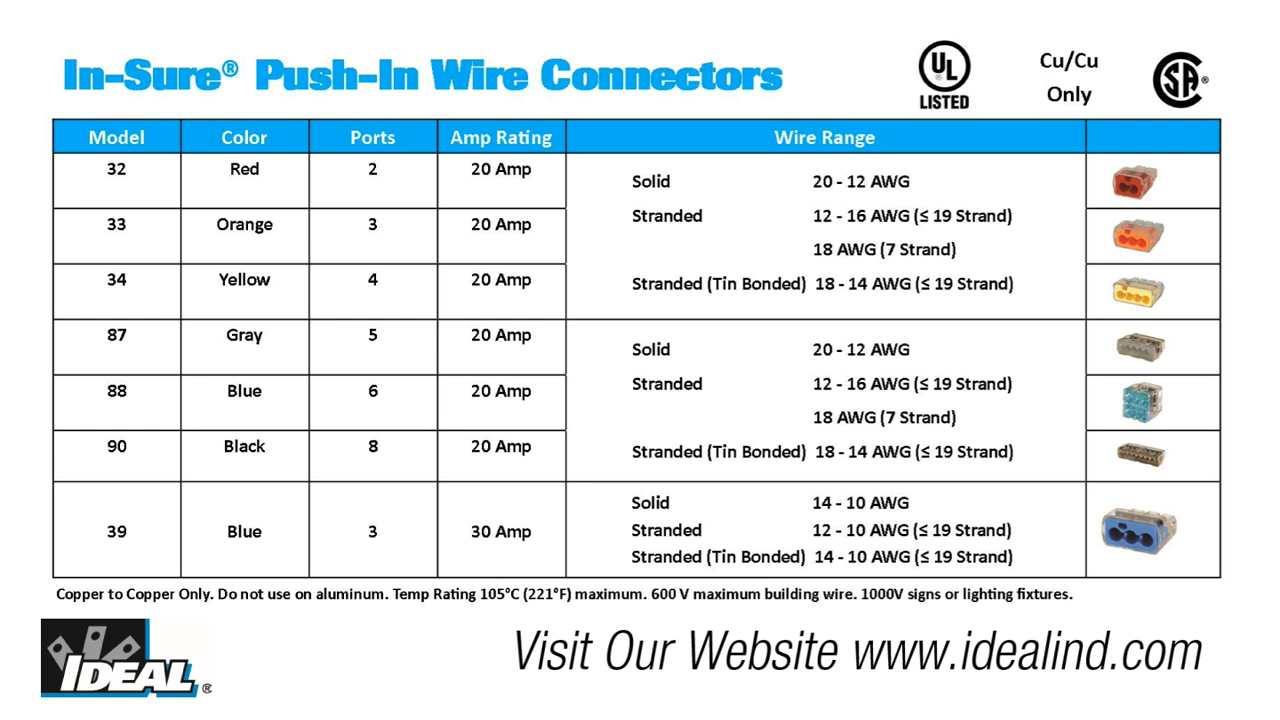 In-Sure® Push-In Wire Connectors
UL
®
LISTED
Cu/Cu
Only
SA®
Model Color Ports Amp Rating Wire Range
32 Red 2 20 Amp
33 Orange 3 20 Amp
34 Yellow 4 20 Amp
Solid 20 - 12 AWG
Stranded 12 - 16 AWG (≤ 19 Strand)
18 AWG (7 Strand)
Stranded (Tin Bonded) 18 - 14 AWG (≤ 19 Strand)
87 Gray 5 20 Amp
88 Blue 6 20 Amp
90 Black 8 20 Amp
Solid 20 - 12 AWG
Stranded 12 - 16 AWG (≤ 19 Strand)
18 AWG (7 Strand)
Stranded (Tin Bonded) 18 - 14 AWG (≤ 19 Strand)
39 Blue 3 30 Amp
Solid 14 - 10 AWG
Stranded 12 - 10 AWG (≤ 19 Strand)
Stranded (Tin Bonded) 14 - 10 AWG (≤ 19 Strand)
Copper to Copper Only. Do not use on aluminum. Temp Rating 105°C (221°F) maximum. 600 V maximum building wire. 1000V signs or lighting fixtures.
IDEAL®
Visit Our Website www.idealind.com